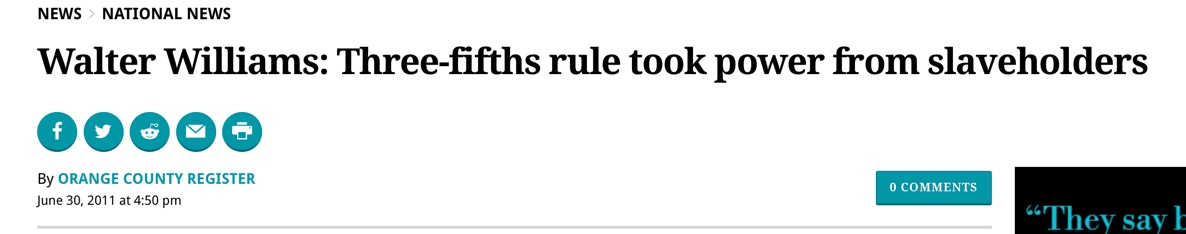 NEWS > NATIONAL NEWS
Walter Williams: Three-fifths rule took power from slaveholders
By ORANGE COUNTY REGISTER
0 COMMENTS
June 30, 2011 at 4:50 pm
“They say b